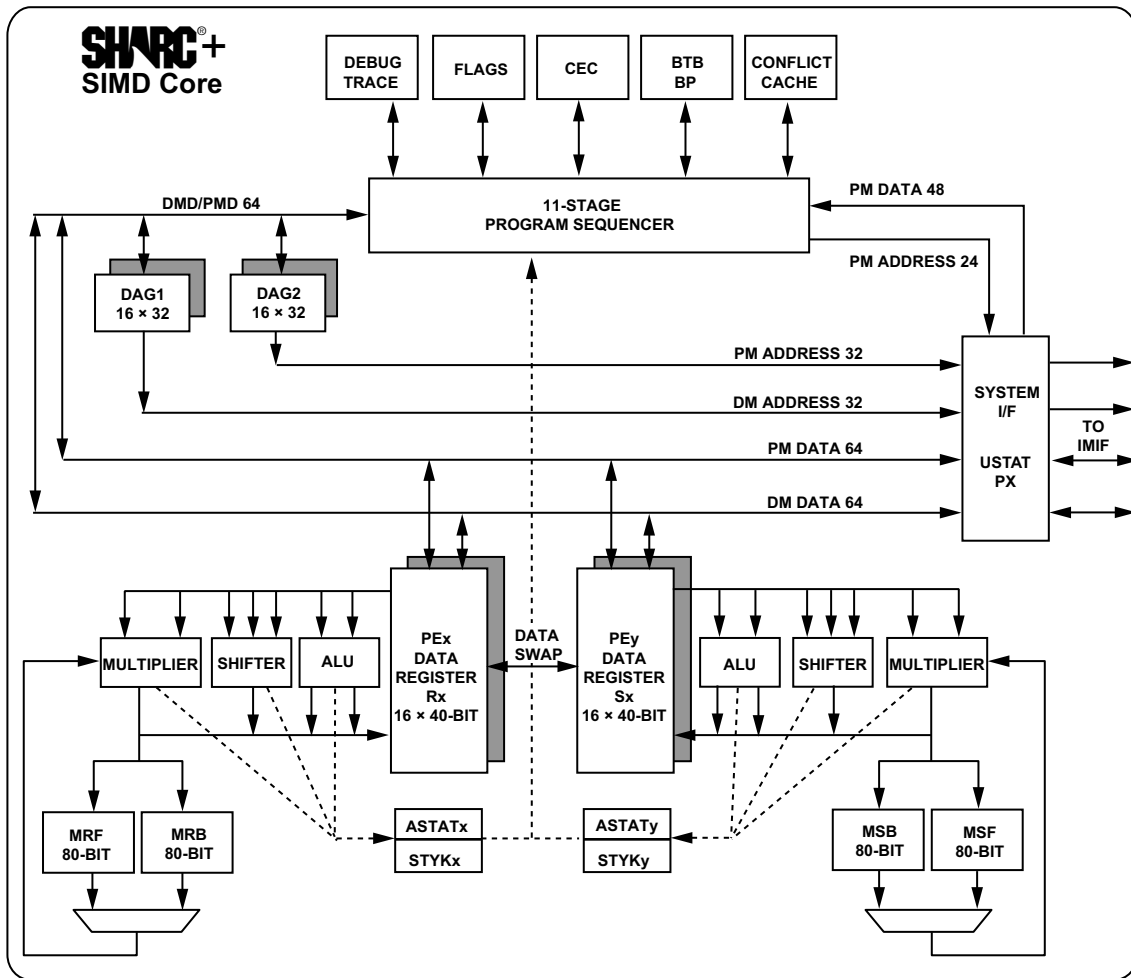 SHARC®+
SIMD Core
DEBUG
TRACE
FLAGS
CEC
BTB
BP
CONFLICT
CACHE
DMD/PMD 64
11-STAGE
PROGRAM SEQUENCER
PM DATA 48
PM ADDRESS 24
DAG1
16 × 32
DAG2
16 × 32
PM ADDRESS 32
DM ADDRESS 32
PM DATA 64
DM DATA 64
SYSTEM
I/F
USTAT
PX
TO
IMIF
MULTIPLIER
SHIFTER
ALU
PEx
DATA
REGISTER
Rx
16 × 40-BIT
DATA
SWAP
PEy
DATA
REGISTER
Sx
16 × 40-BIT
ALU
SHIFTER
MULTIPLIER
MRF
80-BIT
MRB
80-BIT
ASTATx
STYKx
ASTATy
STYKy
MSB
80-BIT
MSF
80-BIT